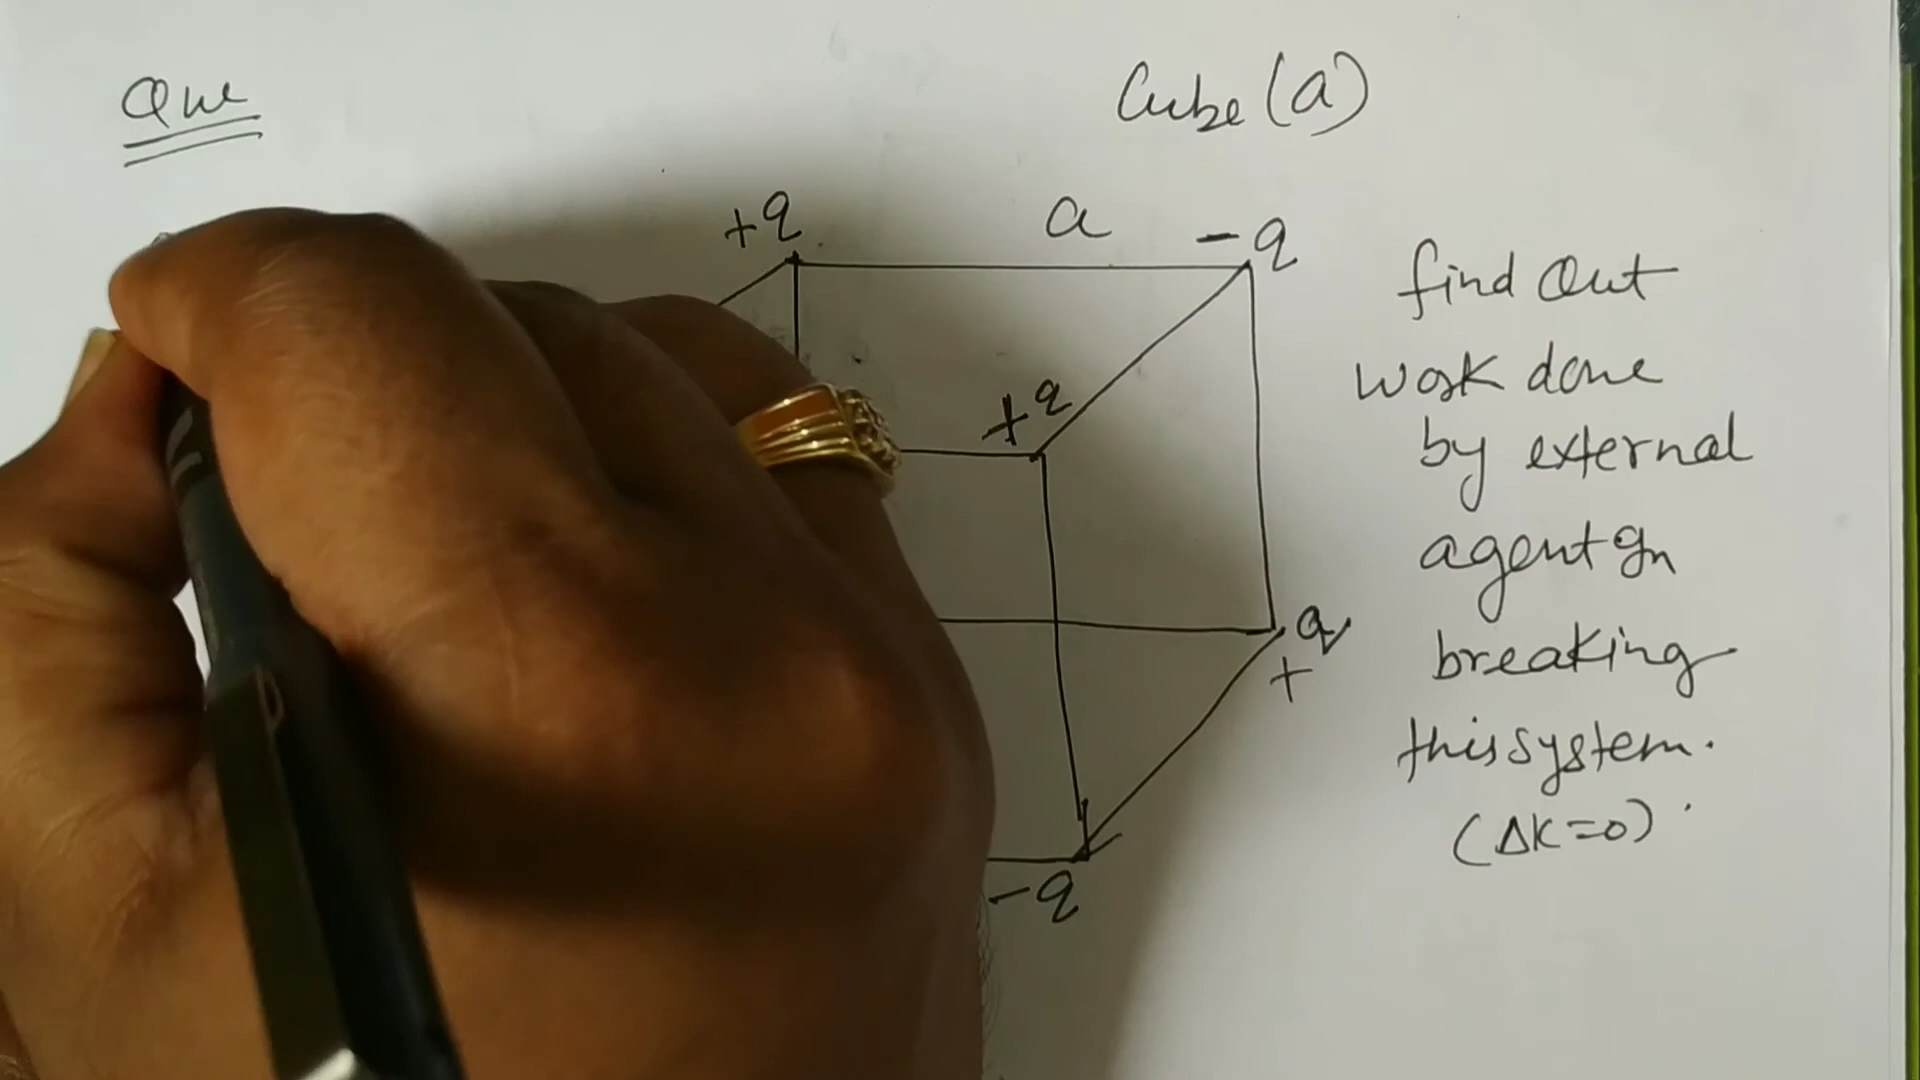 Que
Cube (a)
+q
a
-q
+q
q
+
-q
find Out
work done
by external
agent In
breaking
this system.
(ΔK=0)